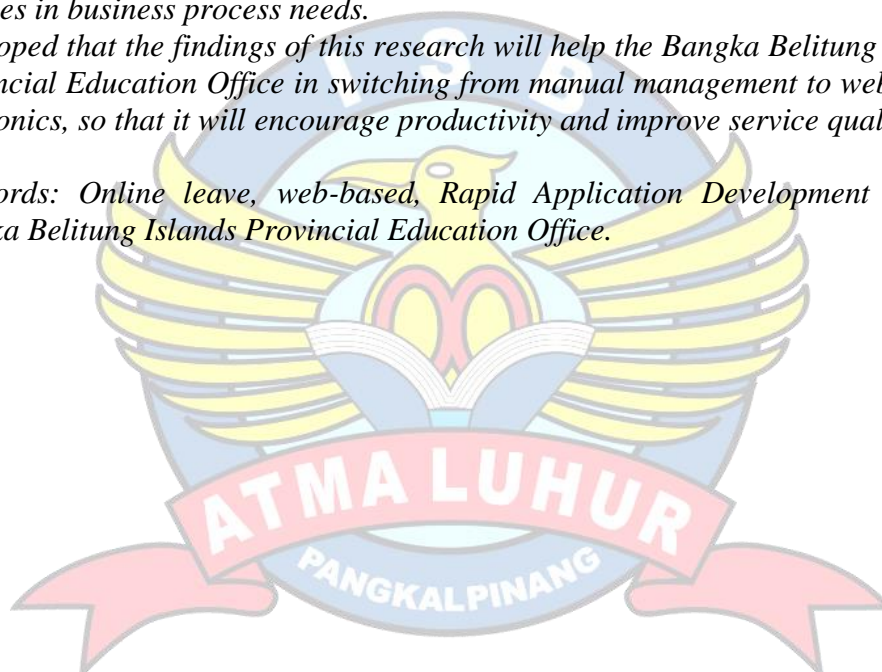 es in business process needs.
oped that the findings of this research will help the Bangka Belitung
ncial Education Office in switching from manual management to web
onics, so that it will encourage productivity and improve service qual
ords: Online leave, web-based, Rapid Application Development
ka Belitung Islands Provincial Education Office.
I S B
ATMA LUHUR
PANGKALPINANG